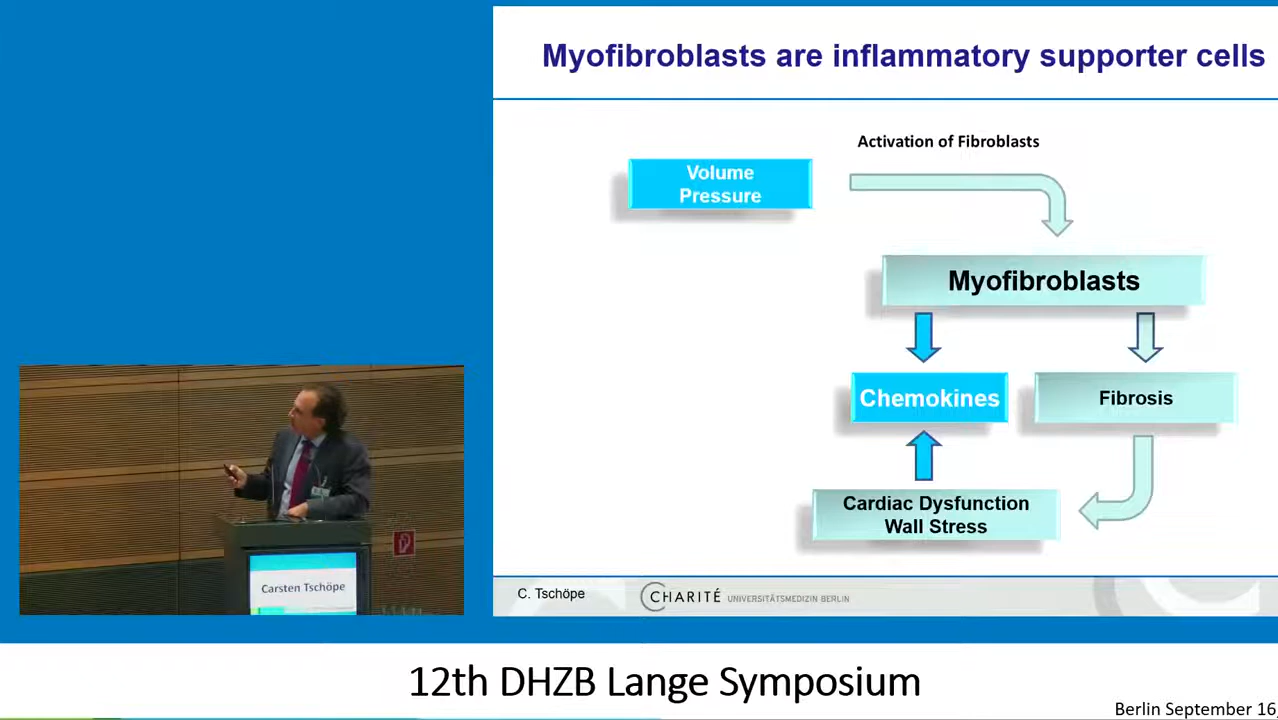 Myofibroblasts are inflammatory supporter cells
Activation of Fibroblasts
Volume
Pressure
Myofibroblasts
Chemokines
Fibrosis
Cardiac Dysfunction
Wall Stress
C. Tschöpe
CHARITÉ UNIVERSITÄTSMEDIZIN BERLIN
Carsten Tschöpe
12th DHZB Lange Symposium
Berlin September 16